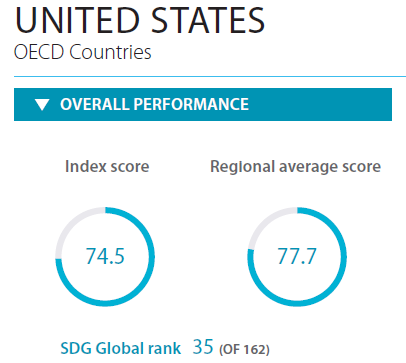 UNITED STATES
OECD Countries
▼ OVERALL PERFORMANCE
Index score
Regional average score
74.5
77.7
SDG Global rank 35 (OF 162)